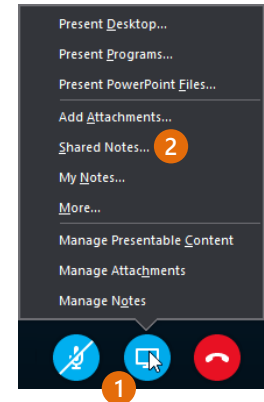 Present Desktop...
Present Programs...
Present PowerPoint Files...
Add Attachments...
Shared Notes... 2
My Notes...
More...
Manage Presentable Content
Manage Attachments
Manage Notes
1